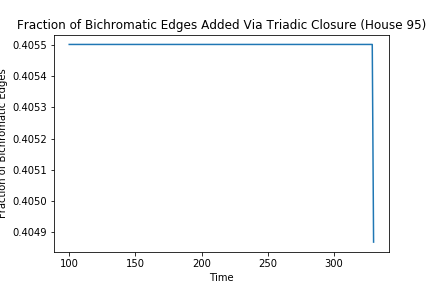 Fraction of Bichromatic Edges Added Via Triadic Closure (House 95)
Fraction of Bichromatic Edges
0.4055
0.4054
0.4053
0.4052
0.4051
0.4050
0.4049
100 150 200 250 300
Time